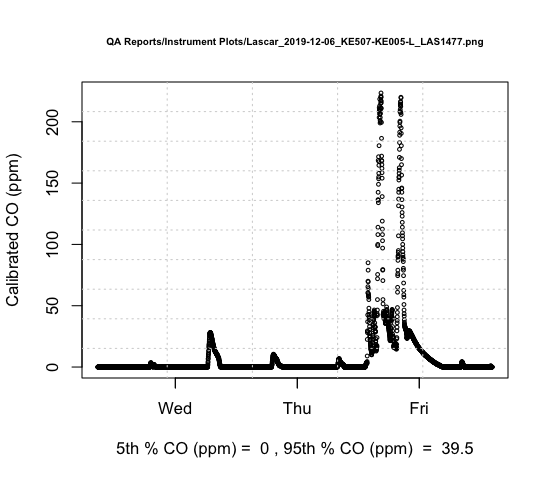 QA Reports/Instrument Plots/Lascar_2019-12-06_KE507-KE005-L_LAS1477.png
Calibrated CO (ppm)
200
150
100
50
0
Wed Thu Fri
5th % CO (ppm) = 0 , 95th % CO (ppm) = 39.5